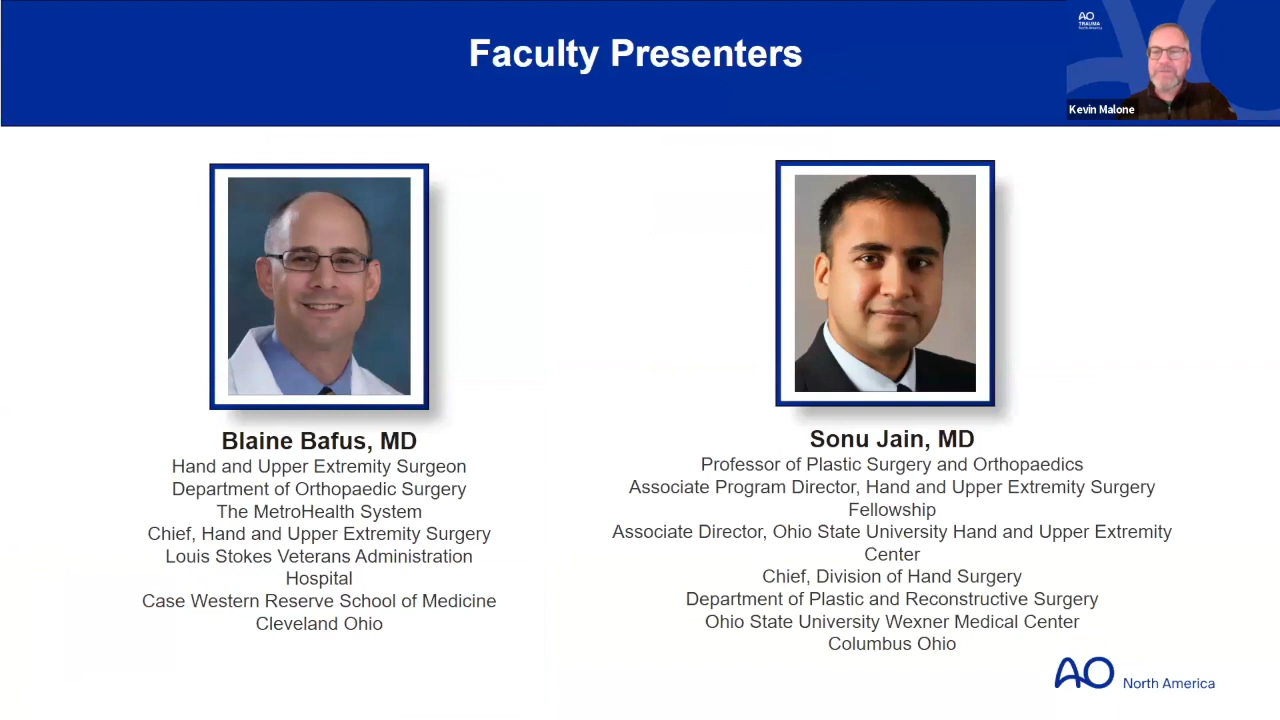 Faculty Presenters
AO
TRAUMA
North America
Kevin Malone
Blaine Bafus, MD
Hand and Upper Extremity Surgeon
Department of Orthopaedic Surgery
The MetroHealth System
Chief, Hand and Upper Extremity Surgery
Louis Stokes Veterans Administration
Hospital
Case Western Reserve School of Medicine
Cleveland Ohio
Sonu Jain, MD
Professor of Plastic Surgery and Orthopaedics
Associate Program Director, Hand and Upper Extremity Surgery
Fellowship
Associate Director, Ohio State University Hand and Upper Extremity
Center
Chief, Division of Hand Surgery
Department of Plastic and Reconstructive Surgery
Ohio State University Wexner Medical Center
Columbus Ohio
AO North America